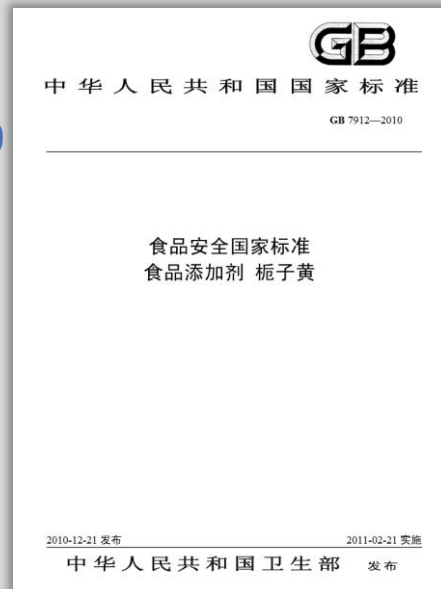 GB
中华人民共和国国家标准
GB 7912—2010
食品安全国家标准
食品添加剂 栀子黄
2010-12-21 发布
2011-02-21 实施
中华人民共和国卫生部 发布